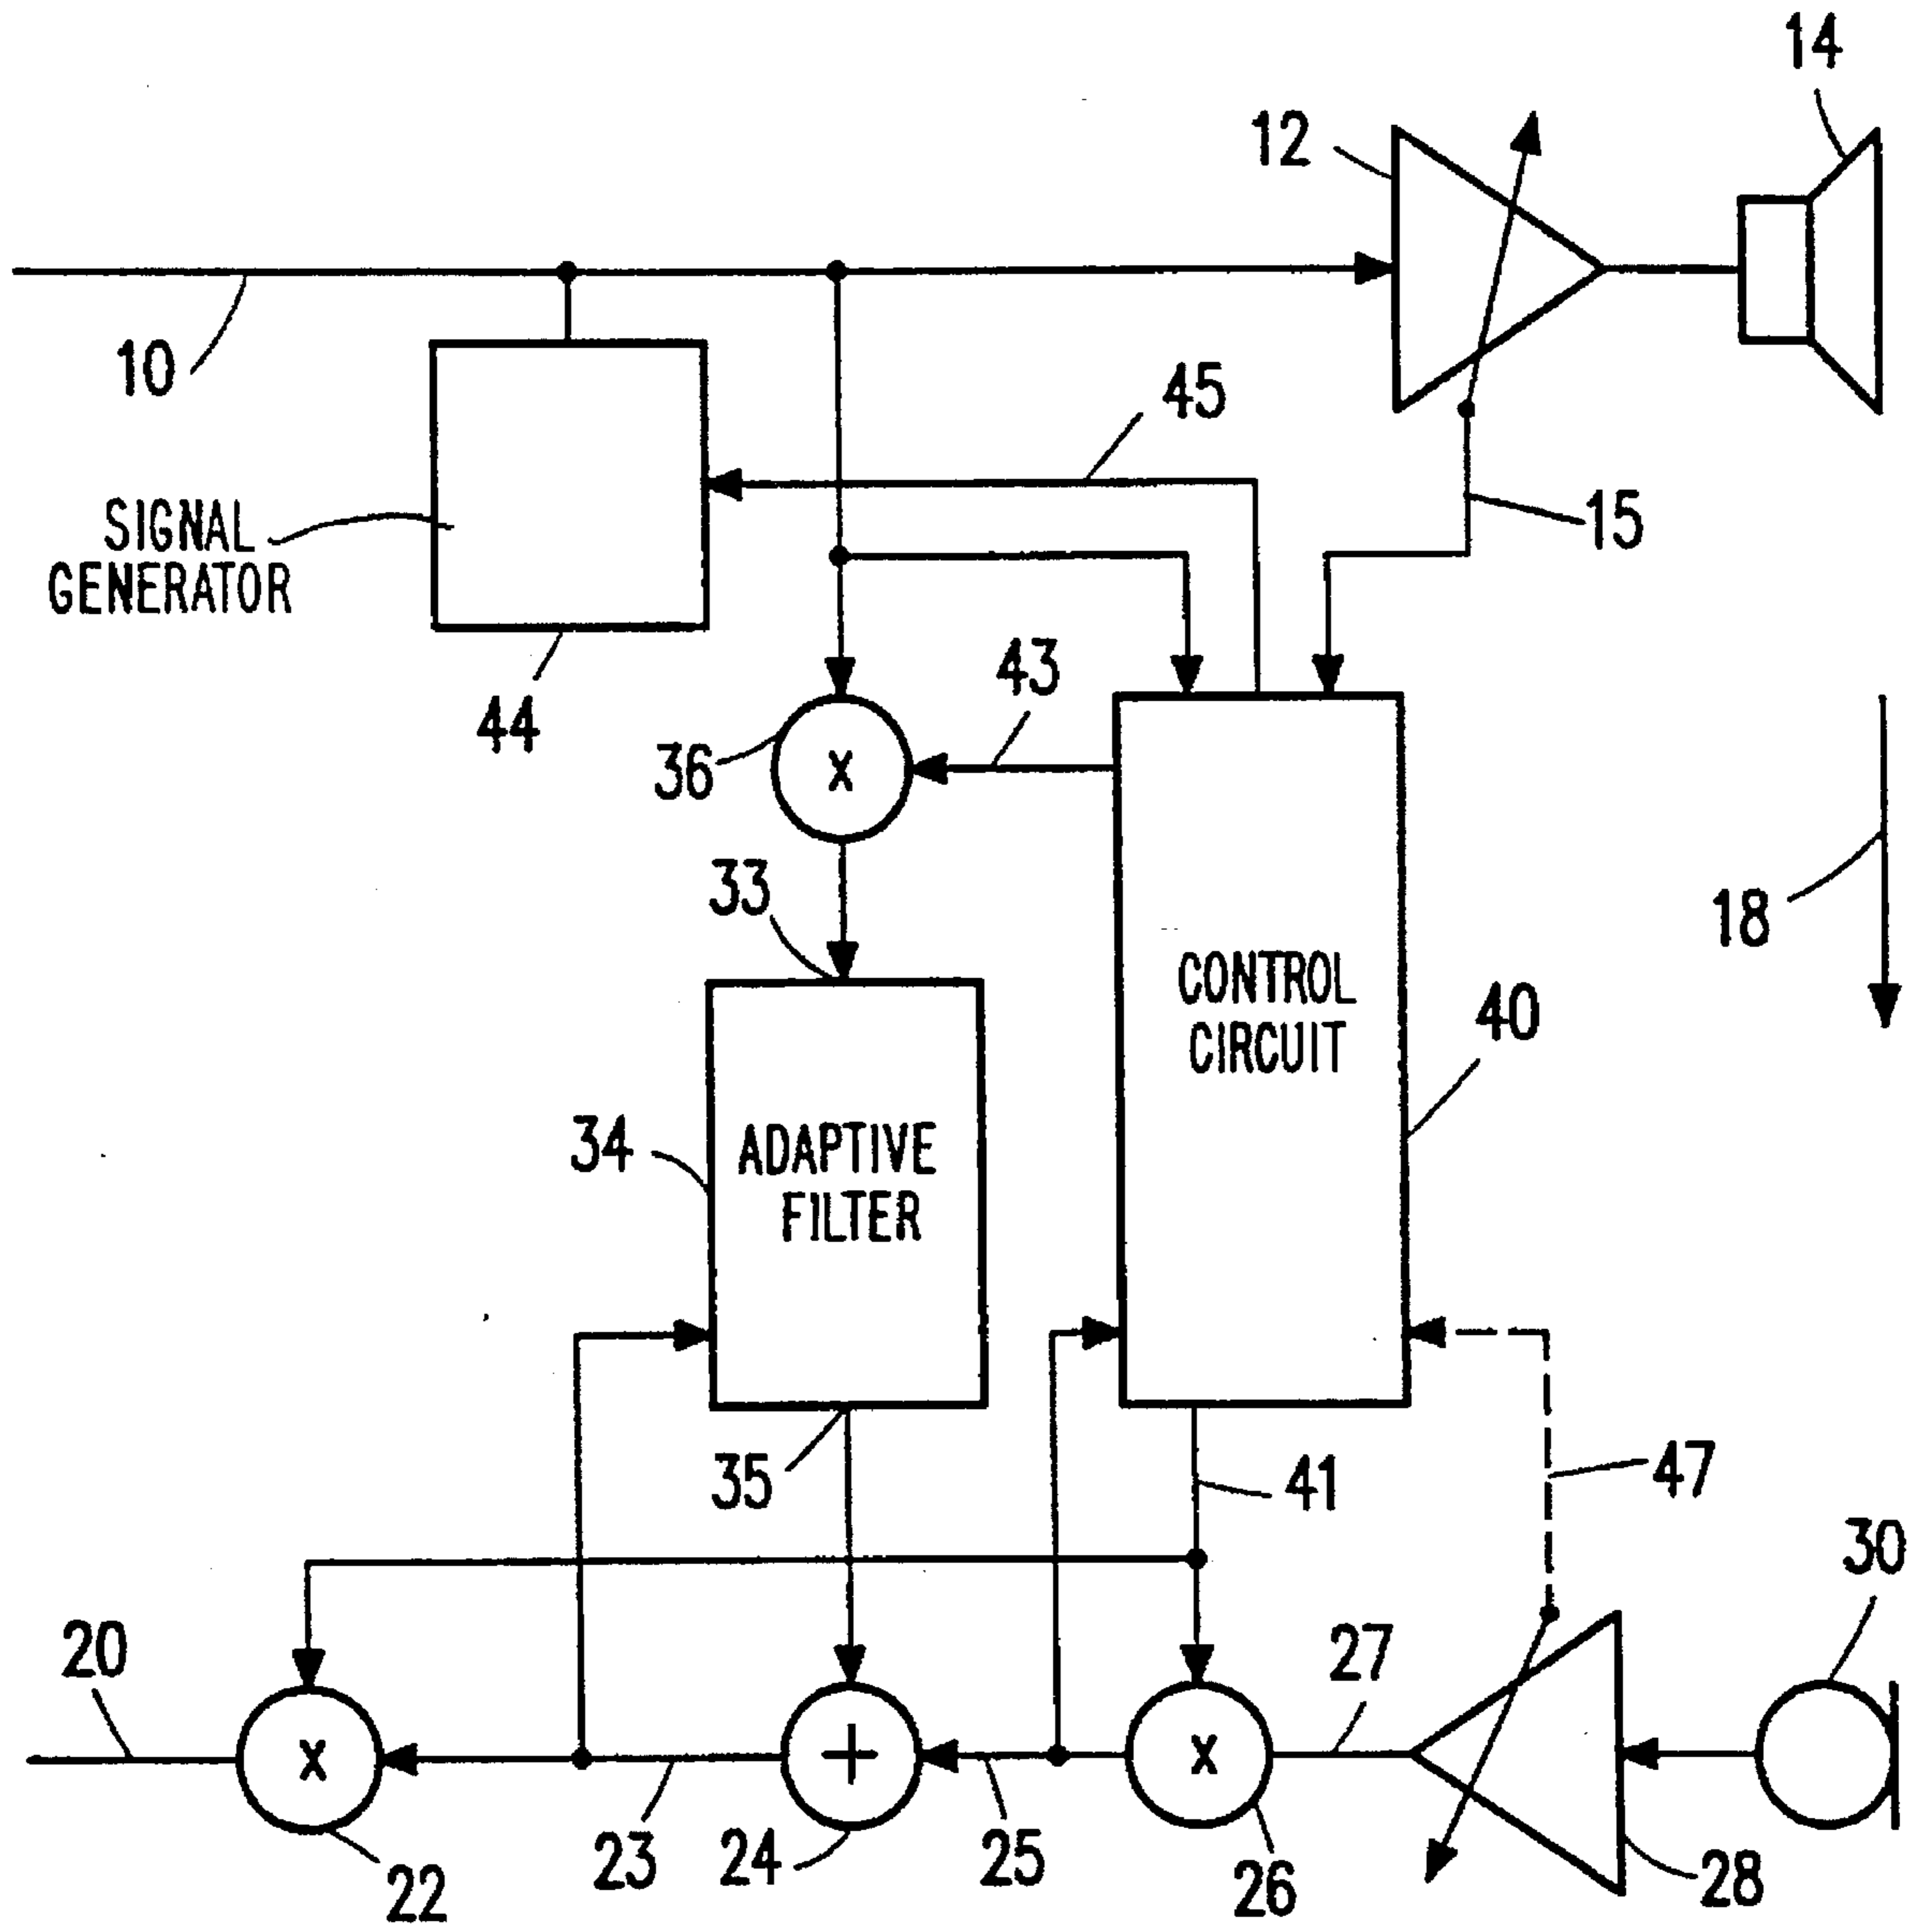 14
12
10
45
SIGNAL
GENERATOR
15
43
44
36
X
33
18
CONTROL
CIRCUIT
40
34
ADAPTIVE
FILTER
35
41
47
30
20
27
X
+
X
23
24
25
26
28
22